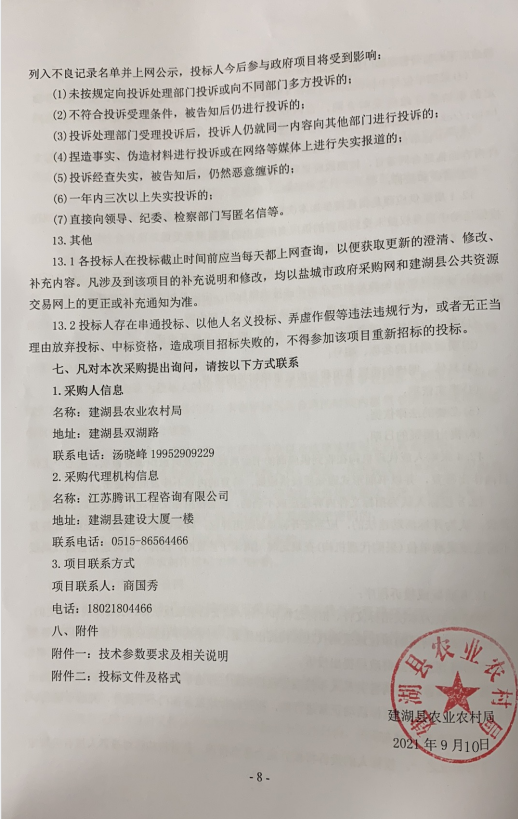 列入不良记录名单并上网公示，投标人今后参与政府项目将受到影响：
(1)未按规定向投诉处理部门投诉或向不同部门多方投诉的；
(2)不符合投诉受理条件，被告知后仍进行投诉的；
(3)投诉处理部门受理投诉后，投诉人仍就同一内容向其他部门进行投诉的；
(4)捏造事实、伪造材料进行投诉或在网络等媒体上进行失实报道的；
(5)投诉经查失实，被告知后，仍然恶意缠诉的；
(6)一年内三次以上失实投诉的；
(7)直接向领导、纪委、检察部门写匿名信等。
13.其他
13.1 各投标人在投标截止时间前应当每天都上网查询，以便获取更新的澄清、修改、
补充内容。凡涉及到该项目的补充说明和修改，均以盐城市政府采购网和建湖县公共资源
交易网上的更正或补充通知为准。
13.2 投标人存在串通投标、以他人名义投标、弄虚作假等违法违规行为，或者无正当
理由放弃投标、中标资格，造成项目招标失败的，不得参加该项目重新招标的投标。
七、凡对本次采购提出询问，请按以下方式联系
1.采购人信息
名称：建湖县农业农村局
地址：建湖县双湖路
联系电话：汤晓峰 19952909229
2.采购代理机构信息
名称：江苏腾讯工程咨询有限公司
地址：建湖县建设大厦一楼
联系电话：0515-86564466
3.项目联系方式
项目联系人：商国秀
电话：18021804466
八、附件
附件一：技术参数要求及相关说明
附件二：投标文件及格式
建湖县农业农村局
建湖县农业农村局
2021 年 9 月 10 日
- 8 -